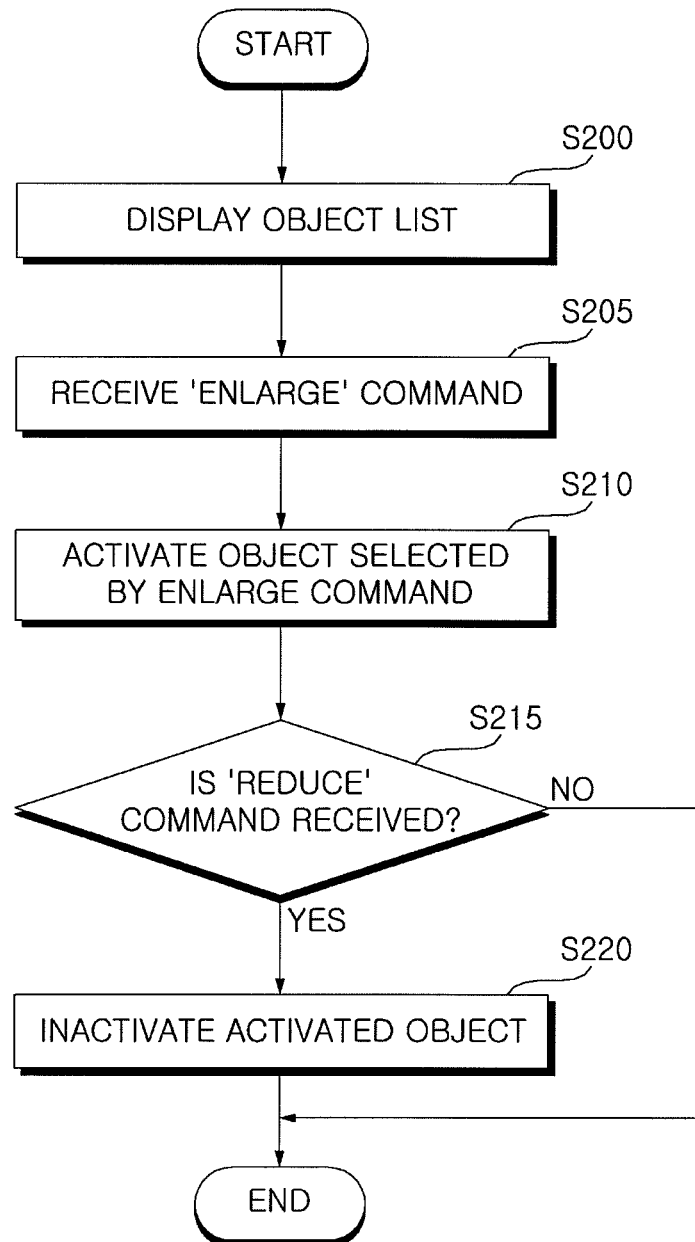 START
S200
DISPLAY OBJECT LIST
S205
RECEIVE 'ENLARGE' COMMAND
S210
ACTIVATE OBJECT SELECTED
BY ENLARGE COMMAND
S215
IS 'REDUCE'
COMMAND RECEIVED?
NO
YES
S220
INACTIVATE ACTIVATED OBJECT
END